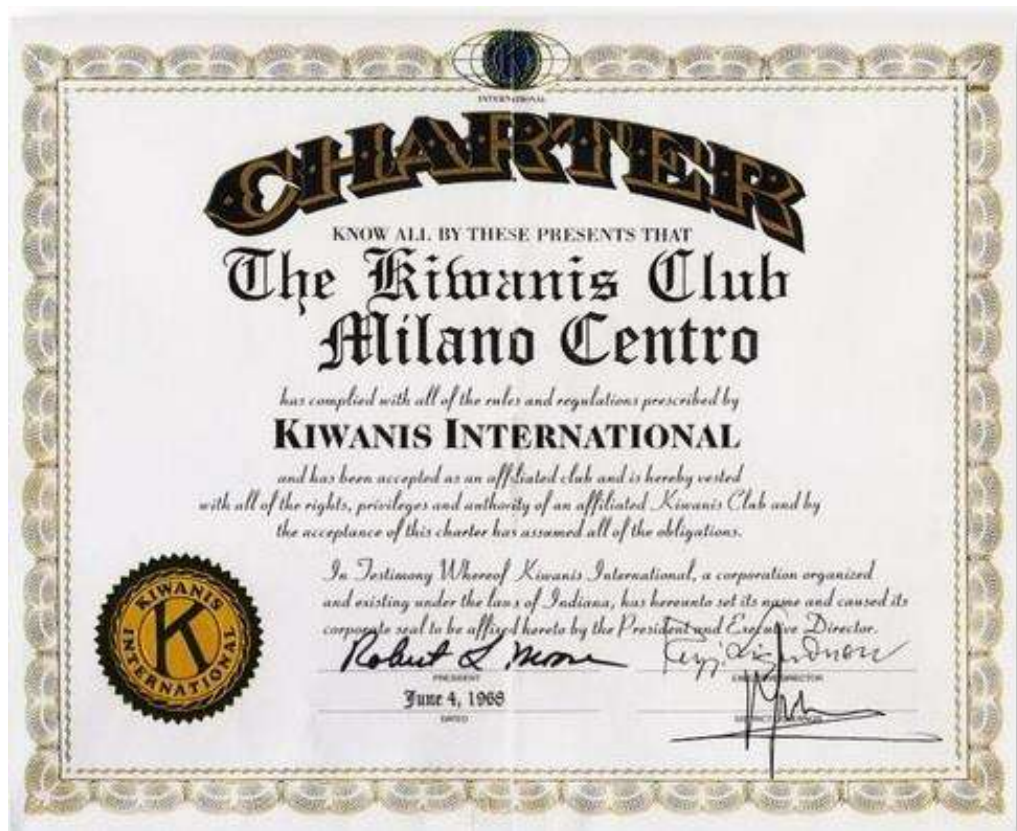 INTERNATIONAL
CHARTER
KNOW ALL BY THESE PRESENTS THAT
The Kiwanis Club
Milano Centro
has complied with all of the rules and regulations prescribed by
KIWANIS INTERNATIONAL
and has been accepted as an affiliated club and is hereby vested
with all of the rights, privileges and authority of an affiliated Kiwanis Club and by
the acceptance of this charter has assumed all of the obligations.
In Testimony Whereof Kiwanis International, a corporation organized
and existing under the laws of Indiana, has hereunto set its name and caused its
corporate seal to be affixed hereto by the President and Executive Director.
KIWANIS
K
INTERNATIONAL
Robert L Moore
PRESIDENT
EXECUTIVE DIRECTOR
June 4, 1968
DATED